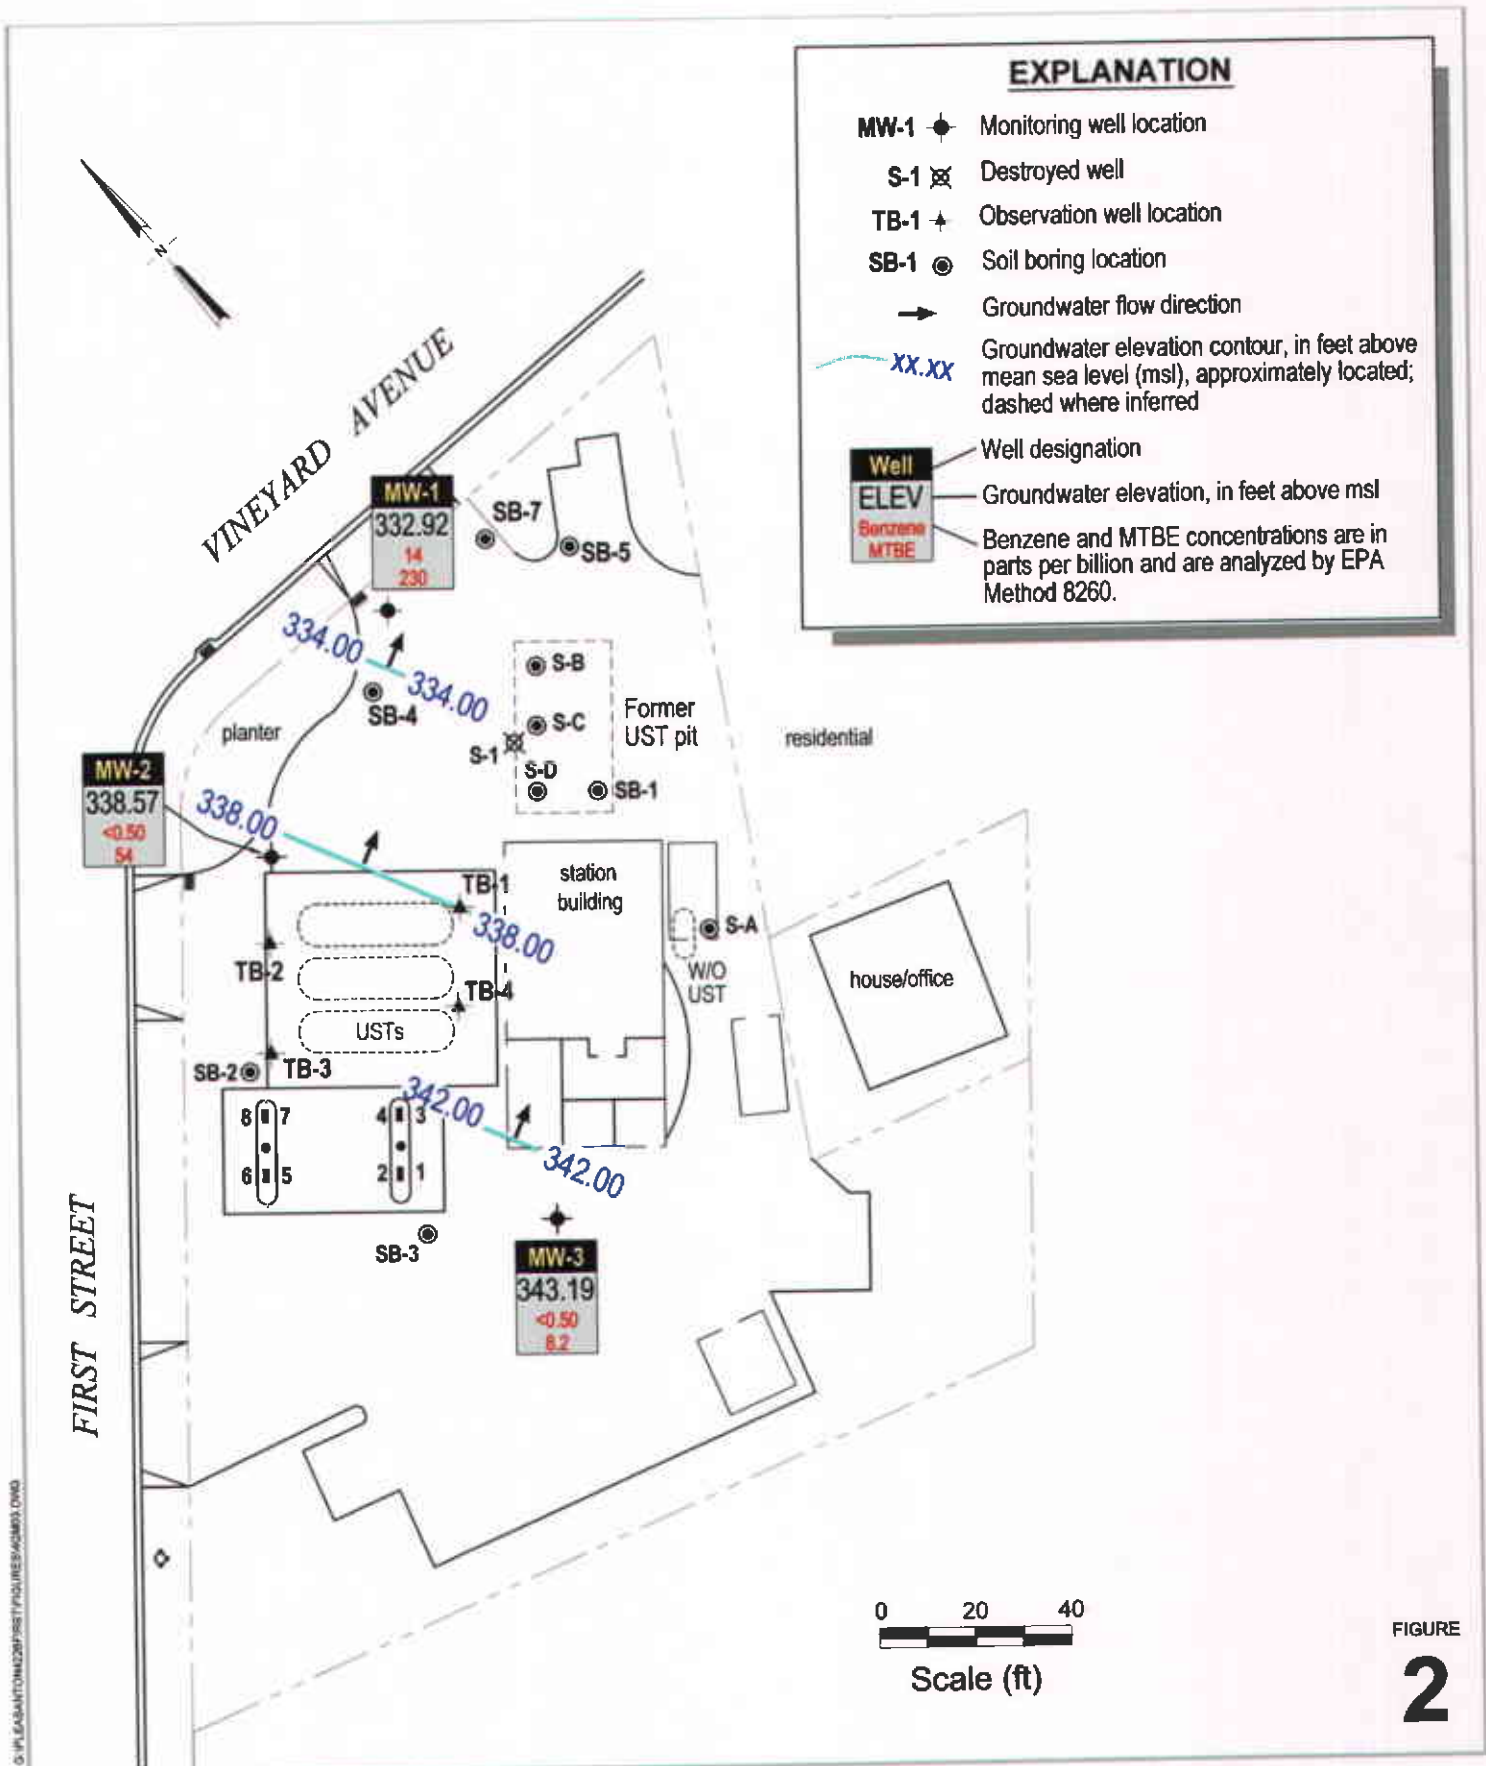 EXPLANATION
MW-1 Monitoring well location
S-1 Destroyed well
TB-1 Observation well location
SB-1 Soil boring location
Groundwater flow direction
XX.XX Groundwater elevation contour, in feet above
mean sea level (msl), approximately located;
dashed where inferred
Well
ELEV
Benzene
MTBE
Well designation
Groundwater elevation, in feet above msl
Benzene and MTBE concentrations are in
parts per billion and are analyzed by EPA
Method 8260.
N
VINEYARD AVENUE
MW-1
332.92
14
230
SB-7
SB-5
334.00
334.00
SB-4
planter
S-B
S-C
S-1
S-D
SB-1
Former
UST pit
residential
MW-2
338.57
<0.50
54
338.00
338.00
TB-1
station
building
S-A
W/O
UST
house/office
TB-2
TB-4
USTs
SB-2
TB-3
342.00
342.00
8 7
4 3
6 5
2 1
SB-3
MW-3
343.19
<0.50
8.2
FIRST STREET
0 20 40
Scale (ft)
FIGURE
2